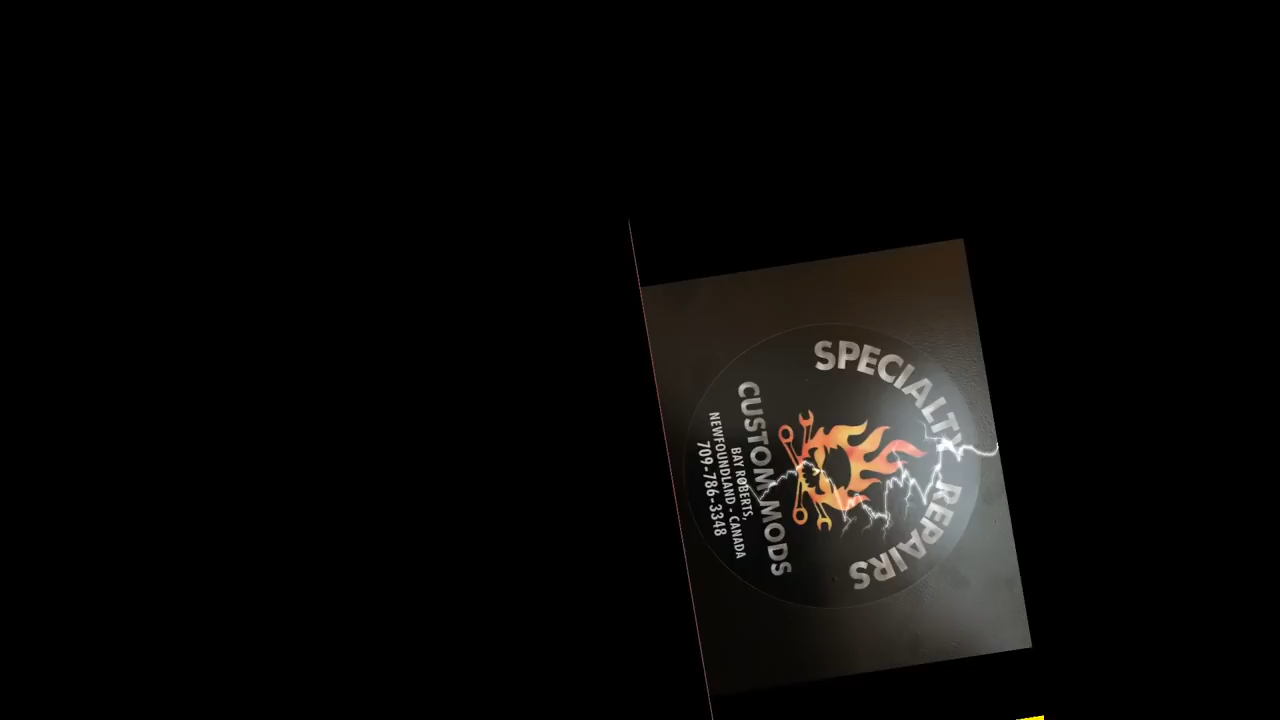 SPECIALTY REPAIRS
CUSTOM MODS
BAY ROBERTS,
NEWFOUNDLAND - CANADA
709-786-3348